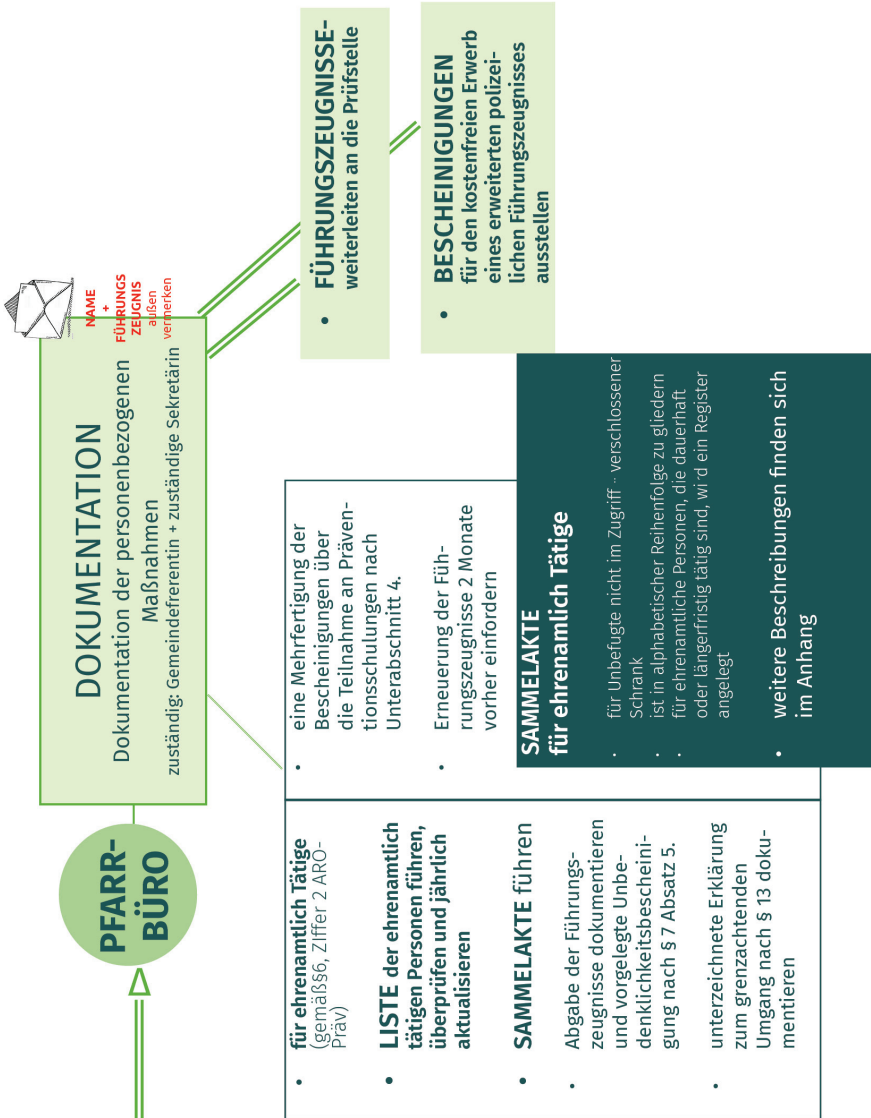 PFARR-
BÜRO
DOKUMENTATION
Dokumentation der personenbezogenen
Maßnahmen
zuständig: Gemeindefrerentin + zuständige Sekretärin
NAME
+
FÜHRUNGS
ZEUGNIS
außen
vermerken
• für ehrenamtlich Tätige
(gemäß§6, ZIffer 2 ARO-
Präv)
• LISTE der ehrenamtlich
tätigen Personen führen,
überprüfen und jährlich
aktualisieren
• SAMMELAKTE führen
• Abgabe der Führungs-
zeugnisse dokumentieren
und vorgelegte Unbe-
denklichkeitsbescheini-
gung nach § 7 Absatz 5.
• unterzeichnete Erklärung
zum grenzachtenden
Umgang nach § 13 doku-
mentieren
• eine Mehrfertigung der
Bescheinigungen über
die Teilnahme an Präven-
tionsschulungen nach
Unterabschnitt 4.
• Erneuerung der Füh-
rungszeugnisse 2 Monate
vorher einfordern
SAMMELAKTE
für ehrenamlich Tätige
• für Unbefugte nicht im Zugriff - verschlossener
Schrank
• ist in alphabetischer Reihenfolge zu gliedern
• für ehrenamtliche Personen, die dauerhaft
oder längerfristig tätig sind, wird ein Register
angelegt
• weitere Beschreibungen finden sich
im Anhang
• FÜHRUNGSZEUGNISSE-
weiterleiten an die Prüfstelle
• BESCHEINIGUNGEN
für den kostenfreien Erwerb
eines erweiterten polizei-
lichen Führungszeugnisses
ausstellen